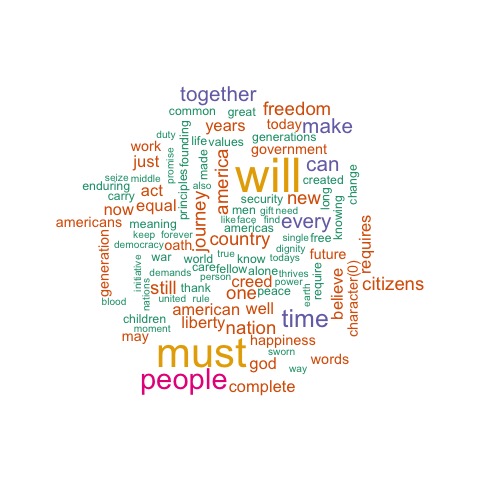 together
common great freedom
years today make
duty life values generations
work promise founding principles government
just made america will can
seize middle also created change
enduring act security new long knowing
carry now equal journey men gift need
americans meaning like face find every
americas
keep forever country single free requires
democracy oath true dignity
generation war world know todays future
initiative care fellow alone thrives require believe character(0)
demands person creed power citizens
nations still thank one peace earth
blood united rule american well
children liberty nation time
moment
may must happiness
sworn words
god way
people complete